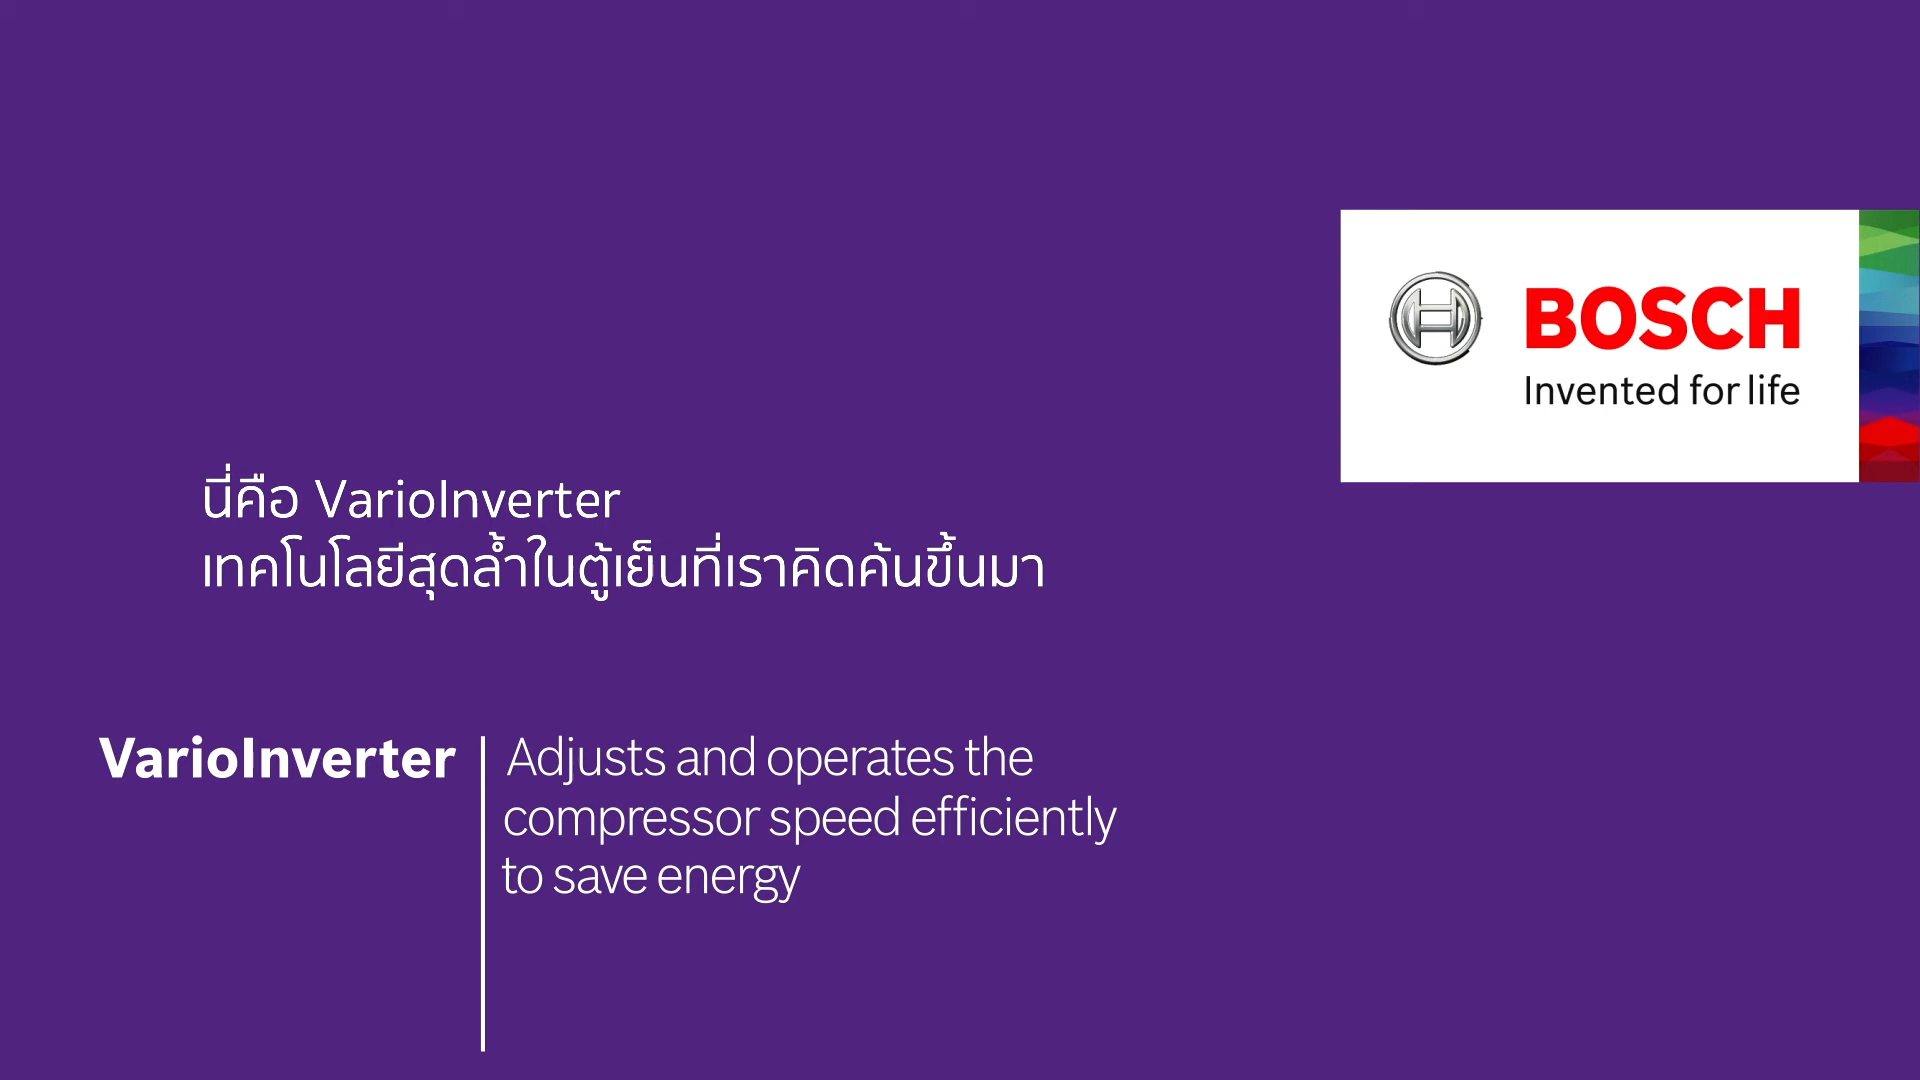 BOSCH
Invented for life
นี่คือ VarioInverter
เทคโนโลยีสุดล้ำในตู้เย็นที่เราคิดค้นขึ้นมา
VarioInverter
Adjusts and operates the
compressor speed efficiently
to save energy